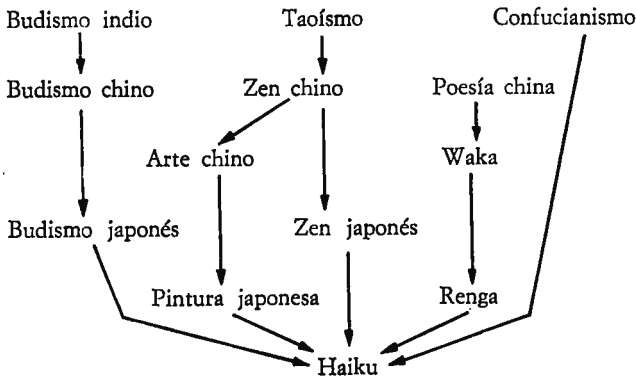 Budismo indio
Taoísmo
Confucianismo
Budismo chino
Zen chino
Poesía china
Arte chino
Waka
Budismo japonés
Zen japonés
Pintura japonesa
Renga
Haiku